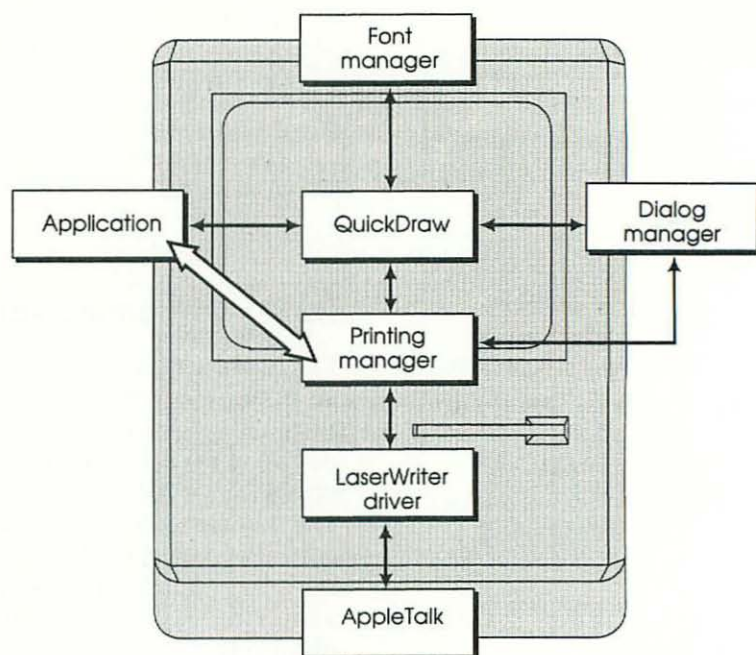 Font
manager
Application
QuickDraw
Dialog
manager
Printing
manager
LaserWriter
driver
AppleTalk